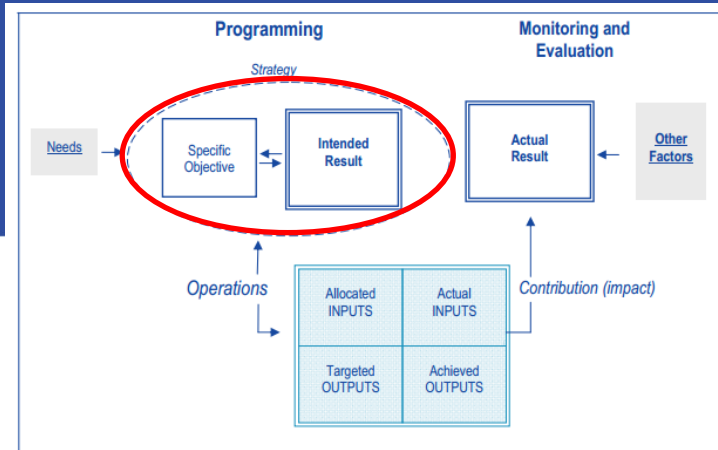 Programming
Monitoring and
Evaluation
Strategy
Needs
Specific
Objective
Intended
Result
Actual
Result
Other
Factors
Operations
Allocated
INPUTS
Actual
INPUTS
Contribution (impact)
Targeted
OUTPUTS
Achieved
OUTPUTS